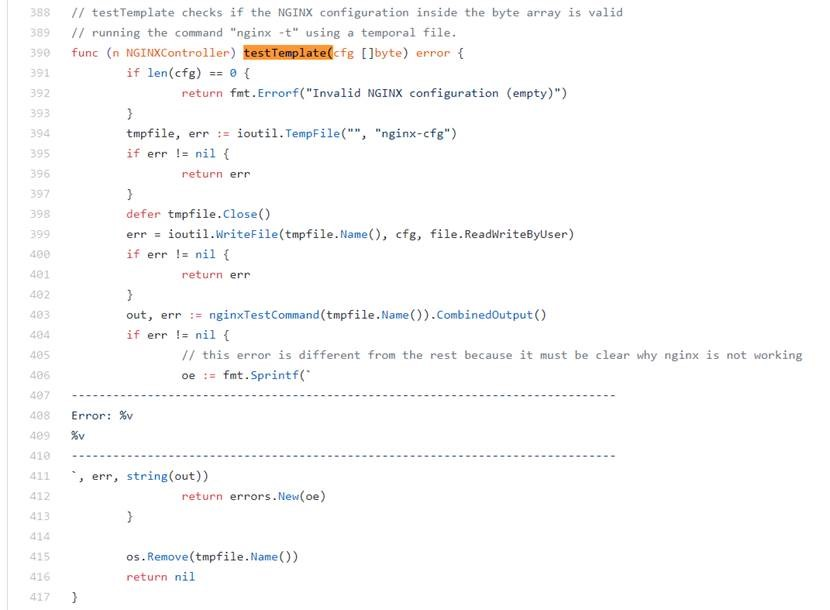 388 // testTemplate checks if the NGINX configuration inside the byte array is valid
389 // running the command "nginx -t" using a temporal file.
390 func (n NGINXController) testTemplate(cfg []byte) error {
391 if len(cfg) == 0 {
392 return fmt.Errorf("Invalid NGINX configuration (empty)")
393 }
394 tmpfile, err := ioutil.TempFile("", "nginx-cfg")
395 if err != nil {
396 return err
397 }
398 defer tmpfile.Close()
399 err = ioutil.WriteFile(tmpfile.Name(), cfg, file.ReadWriteByUser)
400 if err != nil {
401 return err
402 }
403 out, err := nginxTestCommand(tmpfile.Name()).CombinedOutput()
404 if err != nil {
405 // this error is different from the rest because it must be clear why nginx is not working
406 oe := fmt.Sprintf(`
407 -------------------------------------------------------------------------------
408 Error: %v
409 %v
410 -------------------------------------------------------------------------------
411 `, err, string(out))
412 return errors.New(oe)
413 }
414
415 os.Remove(tmpfile.Name())
416 return nil
417 }